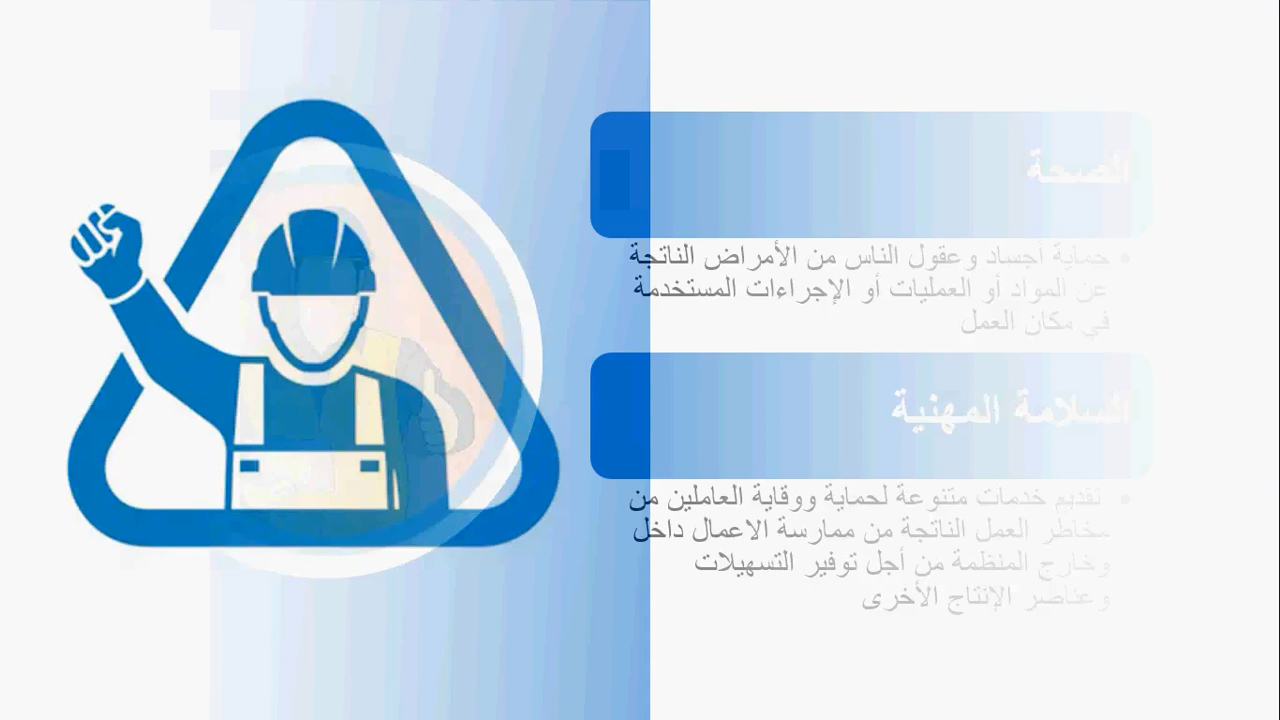 الصحة
• حماية أجساد وعقول الناس من الأمراض الناتجة
عن المواد أو العمليات أو الإجراءات المستخدمة
في مكان العمل
السلامة المهنية
• تقديم خدمات متنوعة لحماية ووقاية العاملين من
مخاطر العمل الناتجة من ممارسة الاعمال داخل
وخارج المنظمة من أجل توفير التسهيلات
وعناصر الإنتاج الأخرى